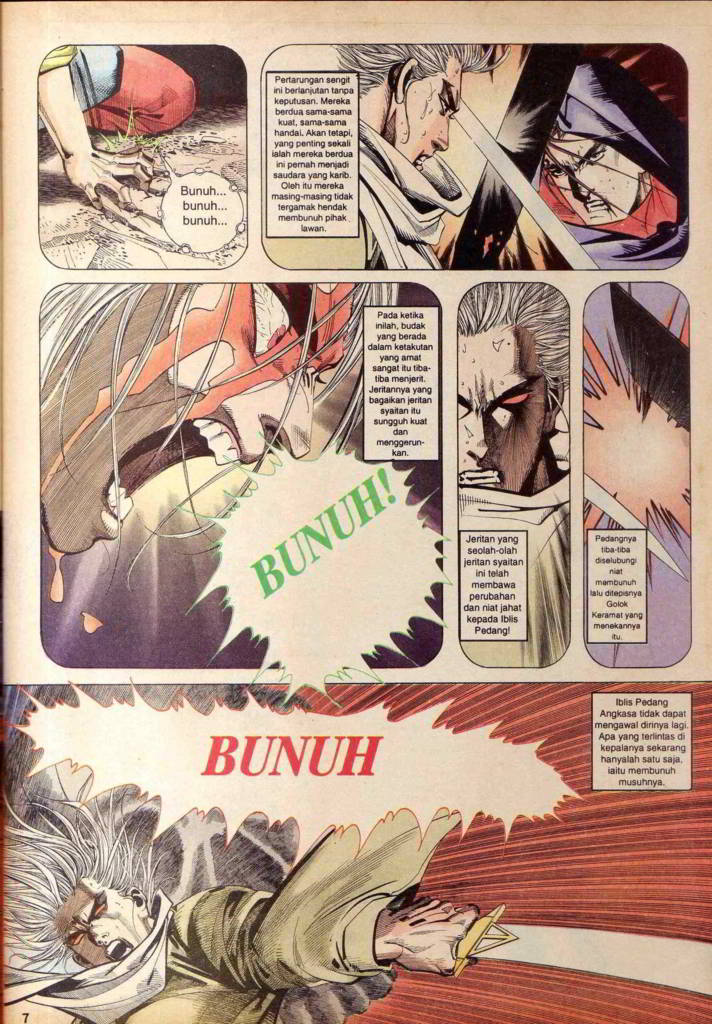 Bunuh...
bunuh...
bunuh...
Pertarungan sengit
ini berlanjutan tanpa
keputusan. Mereka
berdua sama-sama
kuat, sama-sama
handal. Akan tetapi,
yang penting sekali
ialah mereka berdua
ini pernah menjadi
saudara yang karib.
Oleh itu mereka
masing-masing tidak
tergamak hendak
membunuh pihak
lawan.
Pada ketika
inilah, budak
yang berada
dalam ketakutan
yang amat
sangat itu tiba-
tiba menjerit.
Jeritannya yang
bagaikan jeritan
syaitan itu
sungguh kuat
dan
menggerun-
kan.
BUNUH!
Jeritan yang
seolah-olah
jeritan syaitan
ini telah
membawa
perubahan
dan niat jahat
kepada Iblis
Pedang!
Pedangnya
tiba-tiba
diselubungi
niat
membunuh
lalu ditepisnya
Golok
Keramat yang
menekannya
itu.
BUNUH
Iblis Pedang
Angkasa tidak dapat
mengawal dirinya lagi.
Apa yang terlintas di
kepalanya sekarang
hanyalah satu saja,
iaitu membunuh
musuhnya.
7